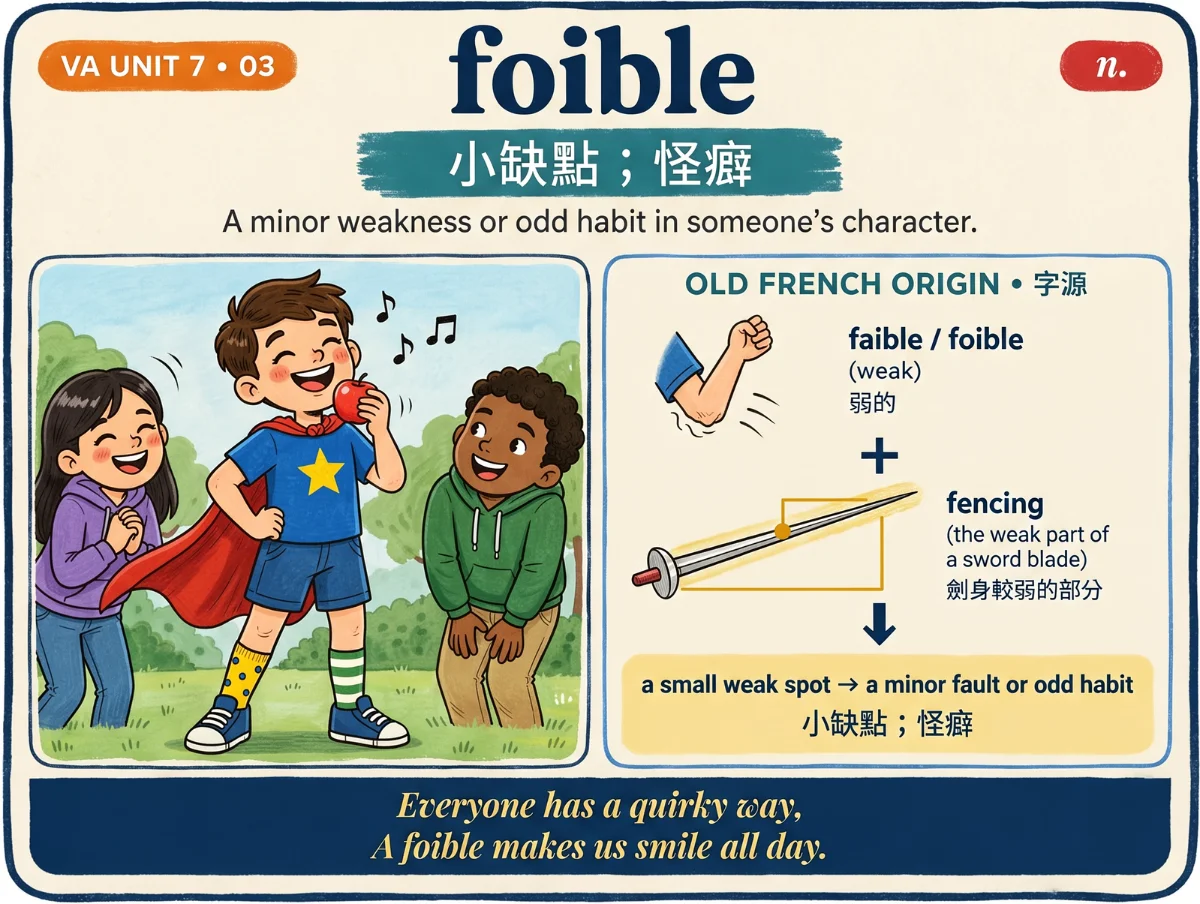 VA UNIT 7 • 03
foible
n.
小缺點；怪癖
A minor weakness or odd habit in someone's character.
OLD FRENCH ORIGIN • 字源
faible / foible
(weak)
弱的
+
fencing
(the weak part of
a sword blade)
劍身較弱的部分
a small weak spot → a minor fault or odd habit
小缺點；怪癖
Everyone has a quirky way,
A foible makes us smile all day.